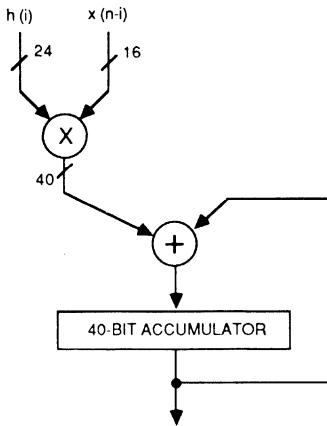 h (i) x (n-i)
24 16
X
40
+
40-BIT ACCUMULATOR